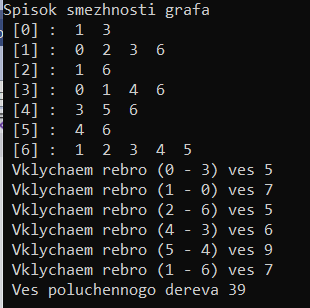 Spisok smezhnosti grafa
[0] : 1 3
[1] : 0 2 3 6
[2] : 1 6
[3] : 0 1 4 6
[4] : 3 5 6
[5] : 4 6
[6] : 1 2 3 4 5
Vklychaem rebro (0 - 3) ves 5
Vklychaem rebro (1 - 0) ves 7
Vklychaem rebro (2 - 6) ves 5
Vklychaem rebro (4 - 3) ves 6
Vklychaem rebro (5 - 4) ves 9
Vklychaem rebro (1 - 6) ves 7
Ves poluchennogo dereva 39